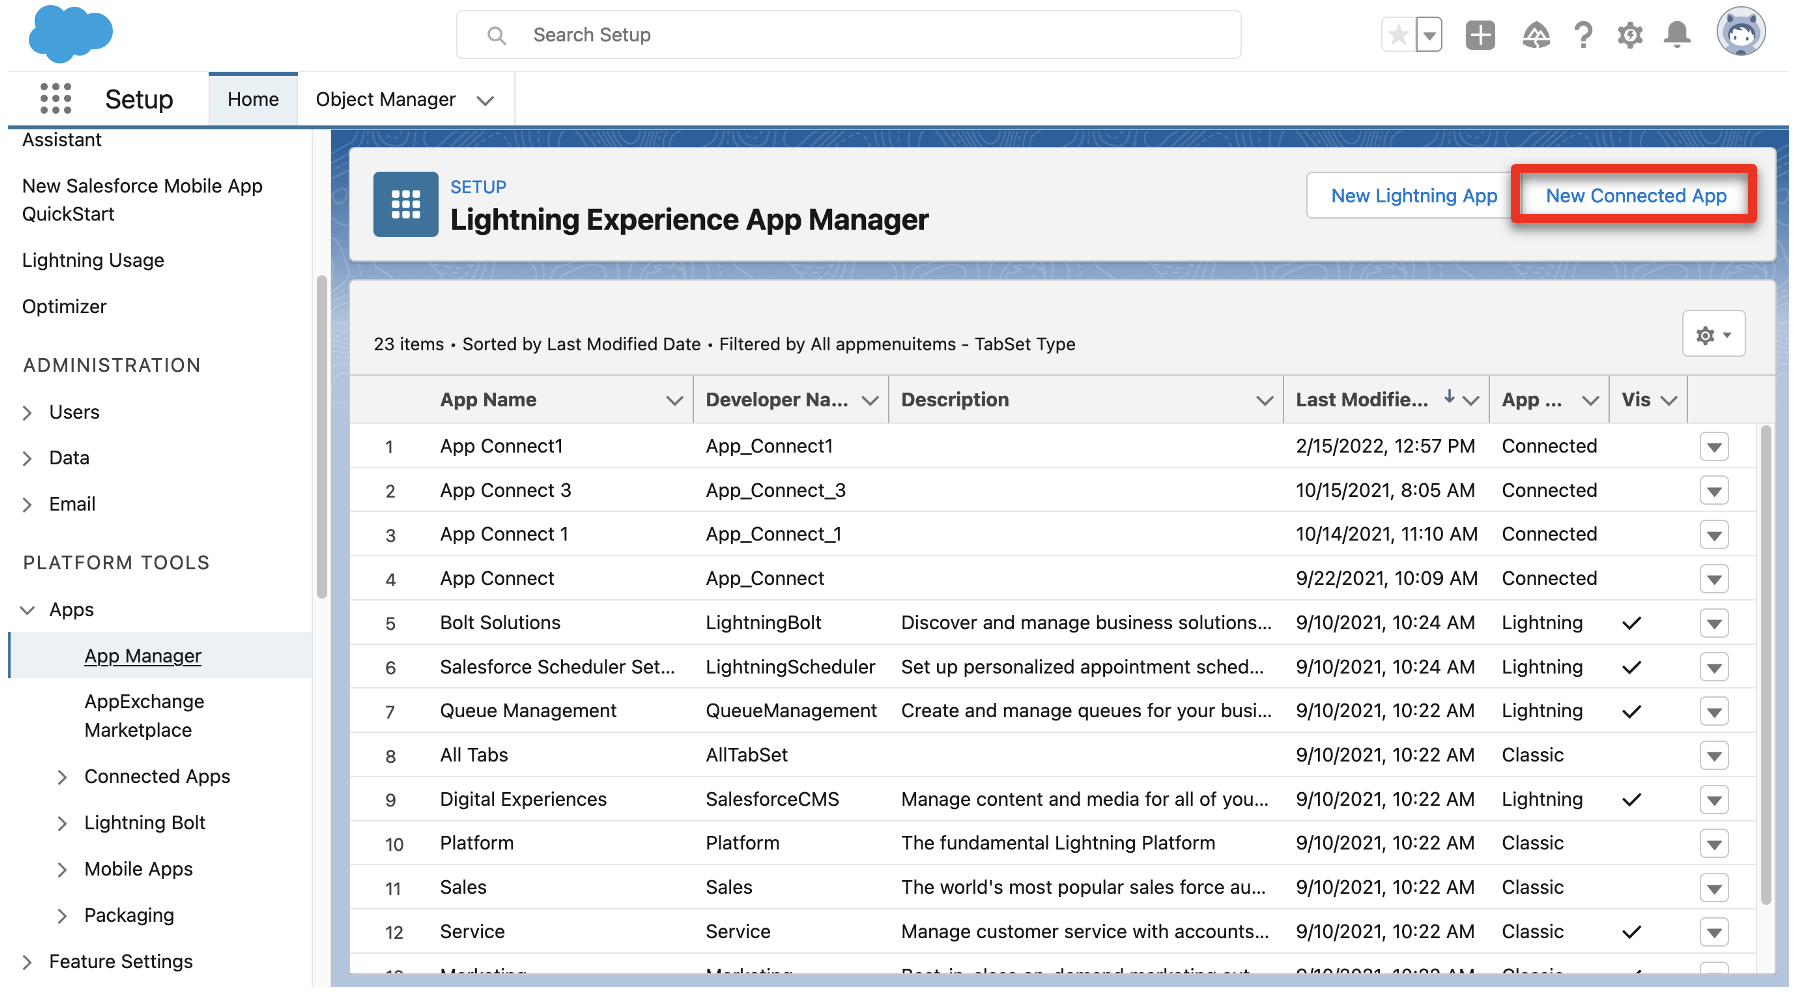 Search Setup
Setup
Home
Object Manager
Assistant
New Salesforce Mobile App
QuickStart
Lightning Usage
Optimizer
ADMINISTRATION
Users
Data
Email
PLATFORM TOOLS
Apps
App Manager
AppExchange
Marketplace
Connected Apps
Lightning Bolt
Mobile Apps
Packaging
Feature Settings
SETUP
Lightning Experience App Manager
New Lightning App
New Connected App
23 items • Sorted by Last Modified Date • Filtered by All appmenuitems - TabSet Type
App Name Developer Na... Description Last Modifie... App ... Vis
1 App Connect1 App_Connect1 2/15/2022, 12:57 PM Connected
2 App Connect 3 App_Connect_3 10/15/2021, 8:05 AM Connected
3 App Connect 1 App_Connect_1 10/14/2021, 11:10 AM Connected
4 App Connect App_Connect 9/22/2021, 10:09 AM Connected
5 Bolt Solutions LightningBolt Discover and manage business solutions... 9/10/2021, 10:24 AM Lightning
6 Salesforce Scheduler Set... LightningScheduler Set up personalized appointment sched... 9/10/2021, 10:24 AM Lightning
7 Queue Management QueueManagement Create and manage queues for your busi... 9/10/2021, 10:22 AM Lightning
8 All Tabs AllTabSet 9/10/2021, 10:22 AM Classic
9 Digital Experiences SalesforceCMS Manage content and media for all of you... 9/10/2021, 10:22 AM Lightning
10 Platform Platform The fundamental Lightning Platform 9/10/2021, 10:22 AM Classic
11 Sales Sales The world's most popular sales force au... 9/10/2021, 10:22 AM Classic
12 Service Service Manage customer service with accounts... 9/10/2021, 10:22 AM Classic